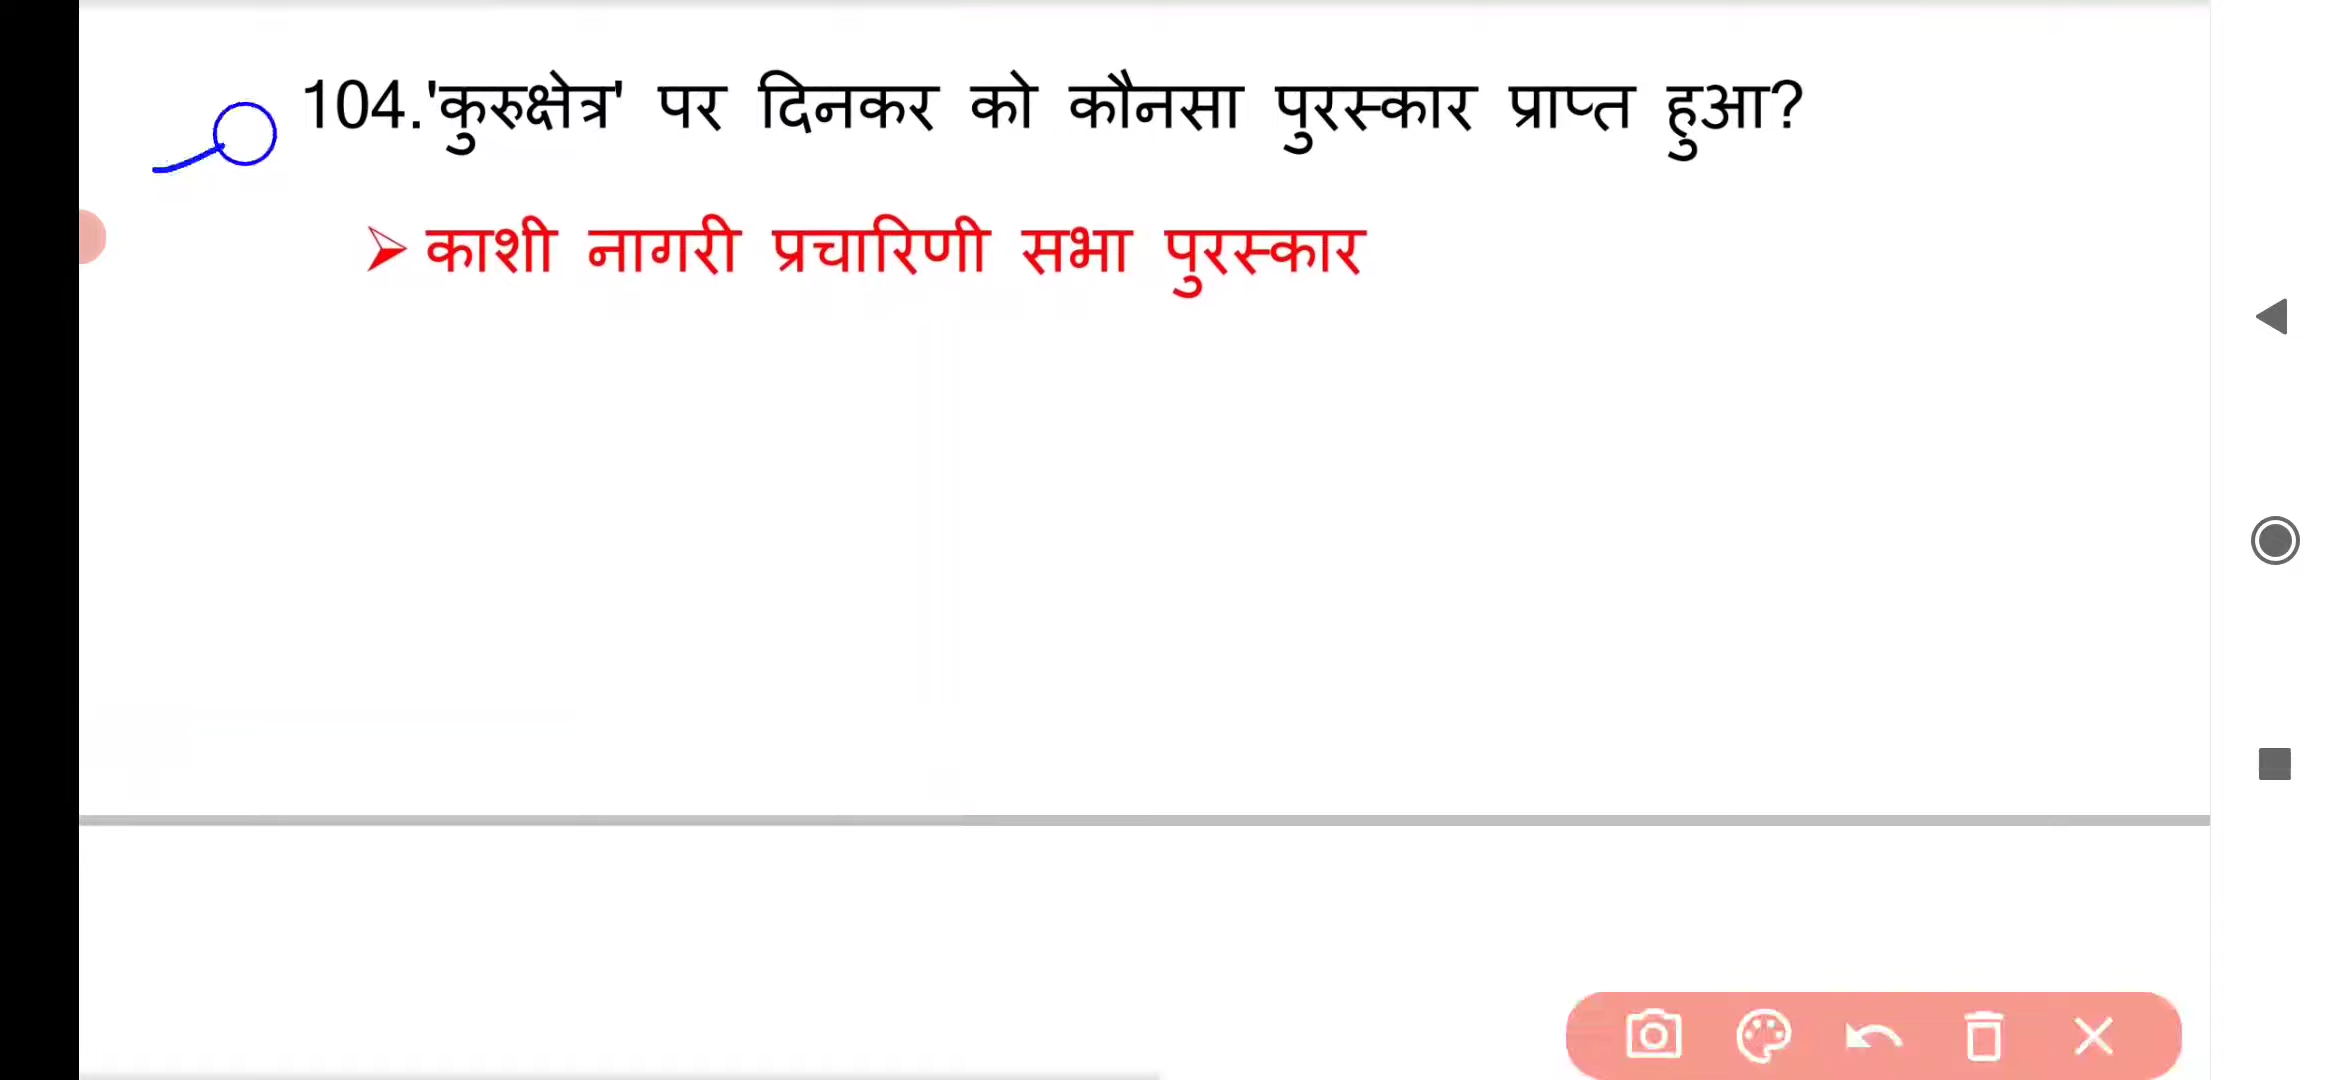 104.'कुरुक्षेत्र' पर दिनकर को कौनसा पुरस्कार प्राप्त हुआ?
➢ काशी नागरी प्रचारिणी सभा पुरस्कार